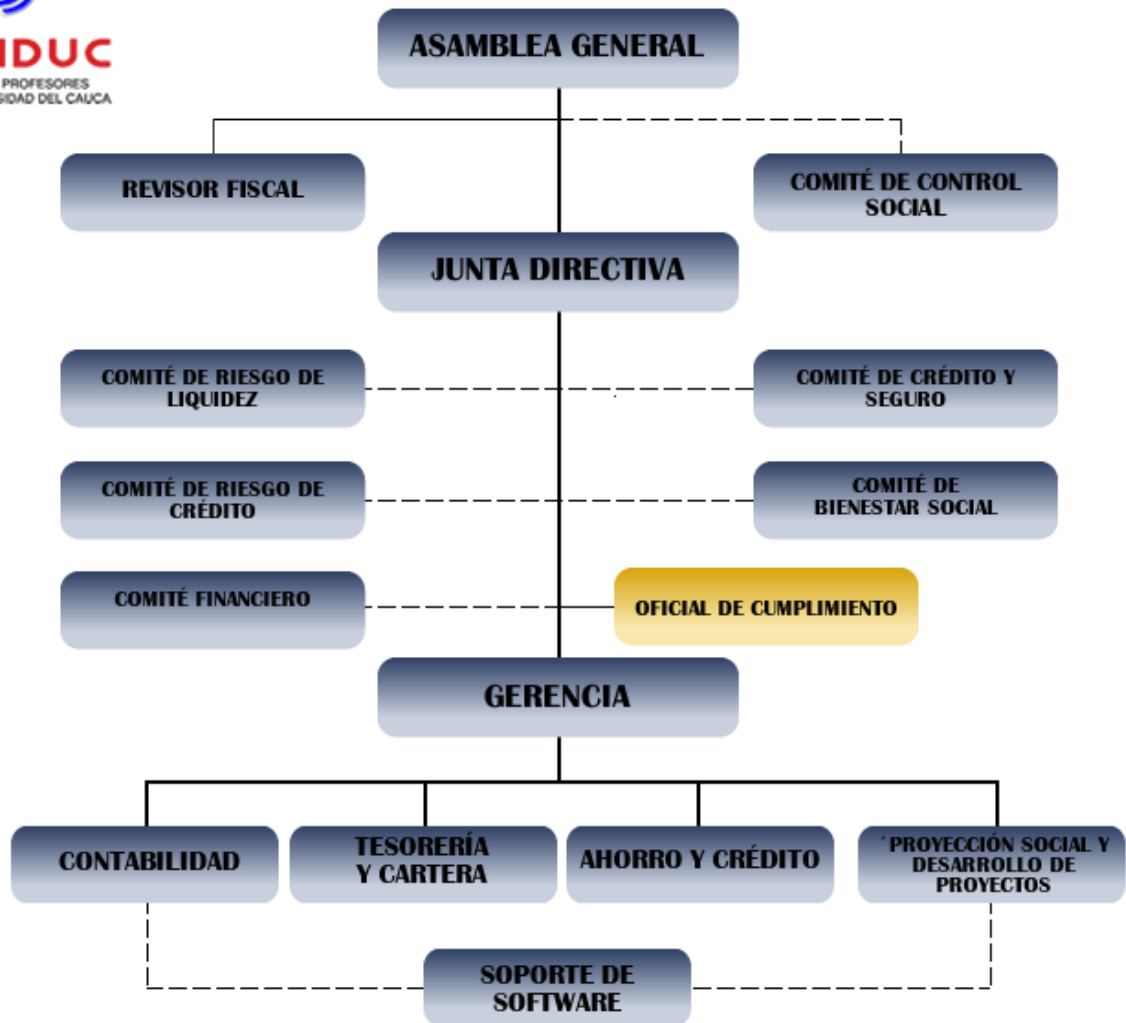 ASAMBLEA GENERAL
PROFESORES
DEL CAUCA
REVISOR FISCAL
COMITÉ DE CONTROL
SOCIAL
JUNTA DIRECTIVA
COMITÉ DE RIESGO DE
LIQUIDEZ
COMITÉ DE CRÉDITO Y
SEGURO
COMITÉ DE RIESGO DE
CRÉDITO
COMITÉ DE
BIENESTAR SOCIAL
COMITÉ FINANCIERO
OFICIAL DE CUMPLIMIENTO
GERENCIA
CONTABILIDAD
TESORERÍA
Y CARTERA
AHORRO Y CRÉDITO
´PROYECCIÓN SOCIAL Y
DESARROLLO DE
PROYECTOS
SOPORTE DE
SOFTWARE